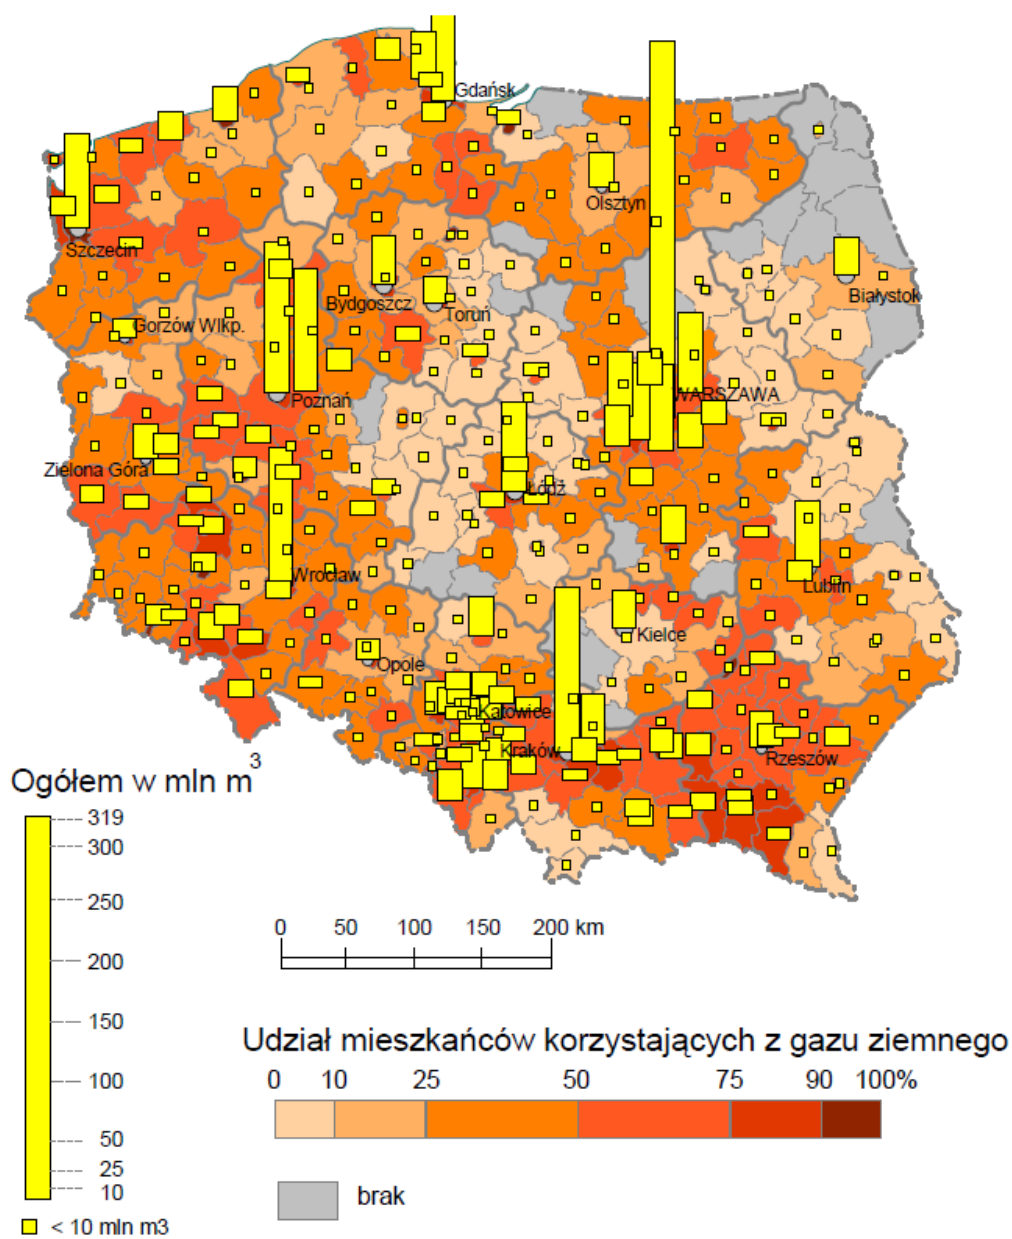 Gdańsk
Olsztyn
Szczecin
Białystok
Bydgoszcz
Toruń
Gorzów Wlkp.
Poznań
WARSZAWA
Zielona Góra
Łódź
Wrocław
Lublin
Kielce
Opole
Katowice
Kraków
Rzeszów
Ogółem w mln m 3
319
300
250
200
150
100
50
25
10
< 10 mln m3
0 50 100 150 200 km
Udział mieszkańców korzystających z gazu ziemnego
0 10 25 50 75 90 100%
brak